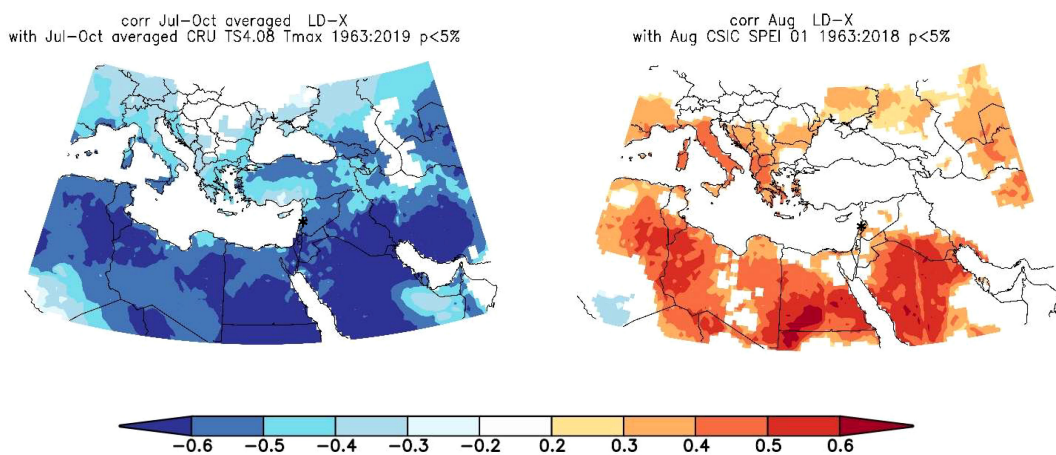 corr Jul-Oct averaged LD-X
with Jul-Oct averaged CRU TS4.08 Tmax 1963:2019 p<5%
corr Aug LD-X
with Aug CSIC SPEI 01 1963:2018 p<5%
-0.6 -0.5 -0.4 -0.3 -0.2 0.2 0.3 0.4 0.5 0.6